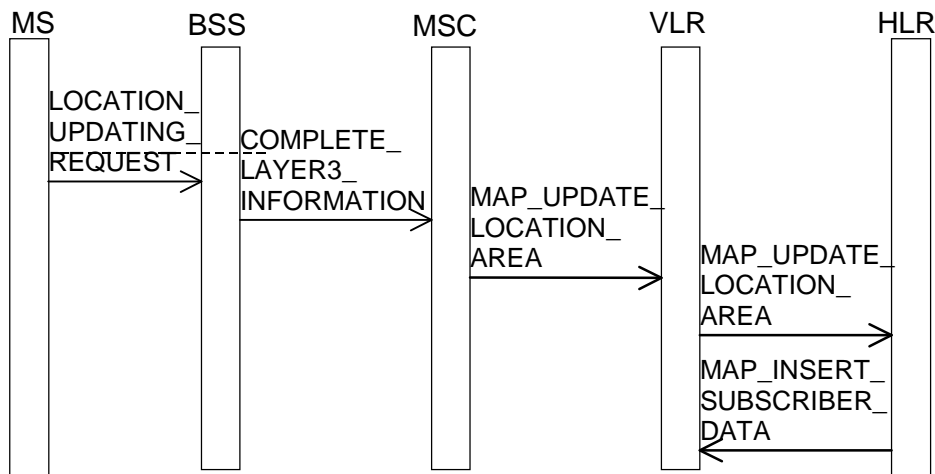 MS
BSS
MSC
VLR
HLR
LOCATION_
UPDATING_
REQUEST
COMPLETE_
LAYER3_
INFORMATION
MAP_UPDATE_
LOCATION_
AREA
MAP_UPDATE_
LOCATION_
AREA
MAP_INSERT_
SUBSCRIBER_
DATA